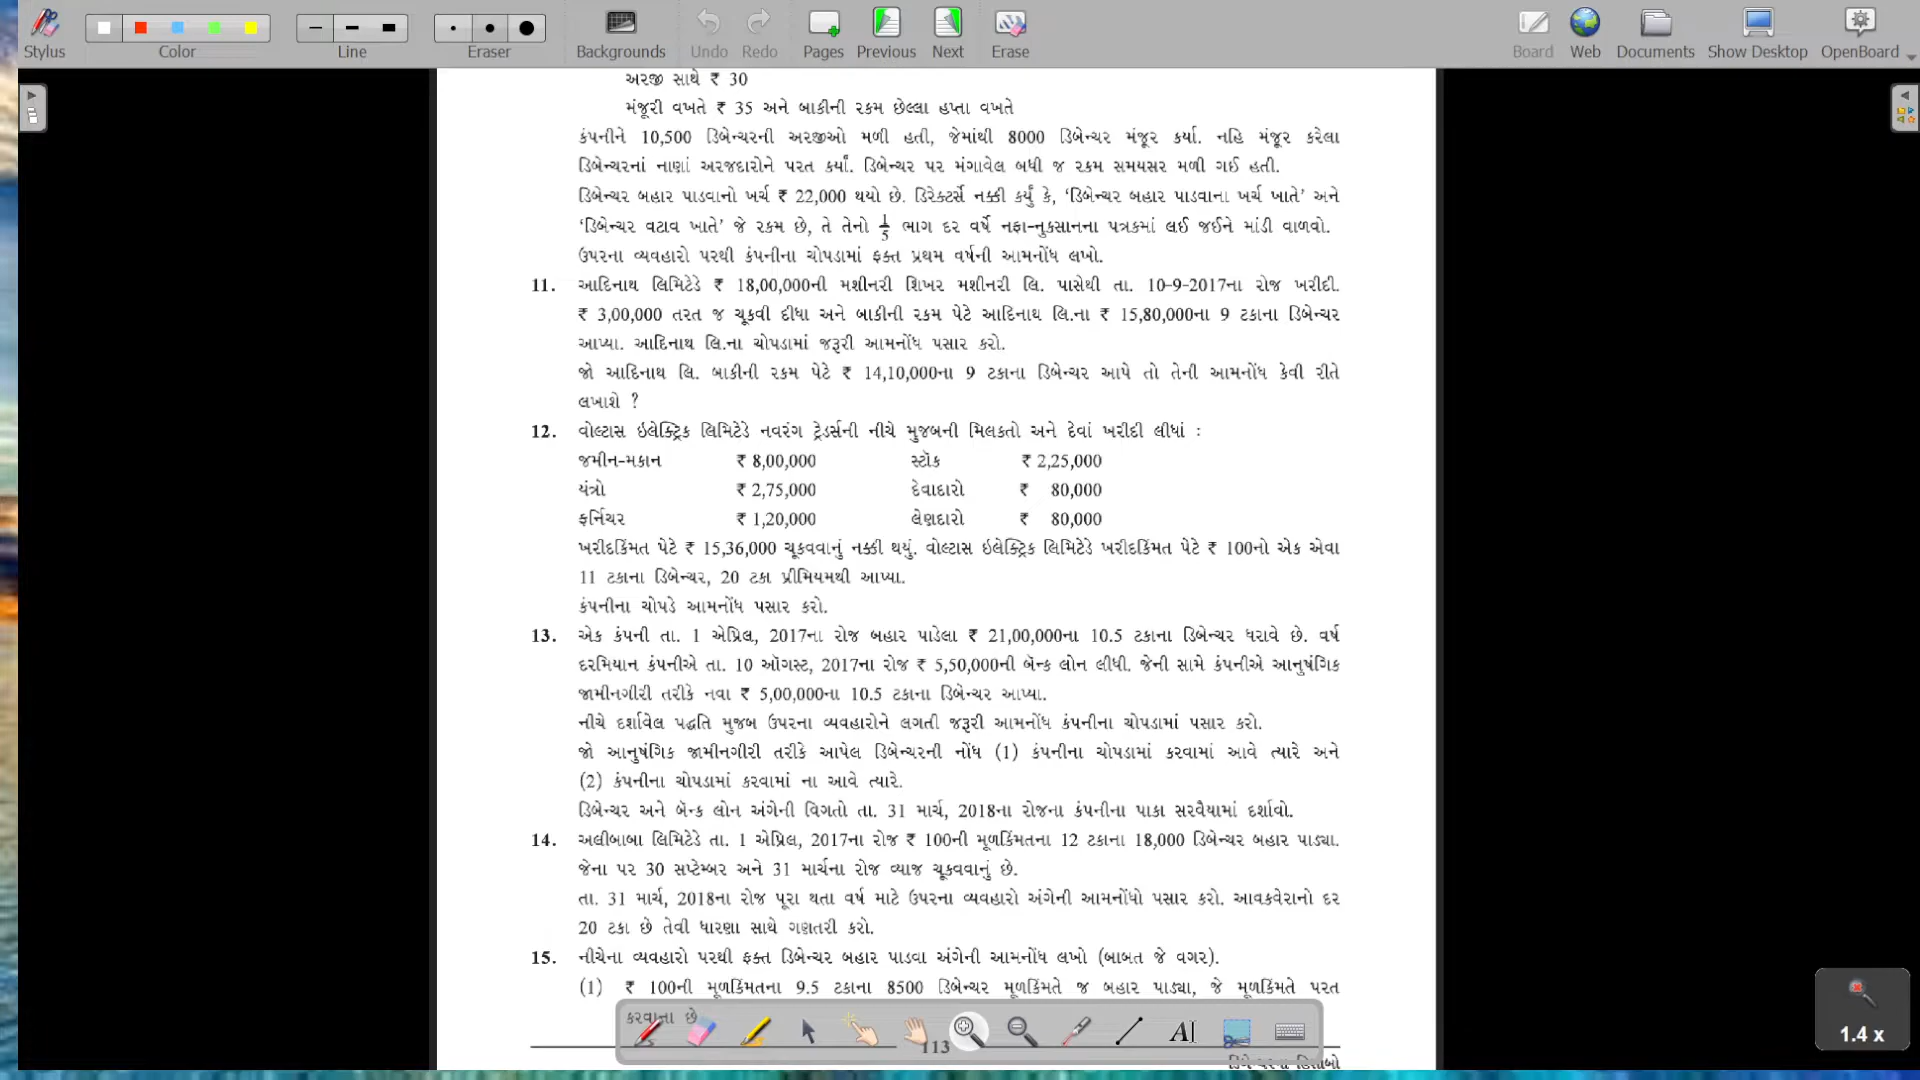 Stylus
Color
Line
Eraser
Backgrounds
Undo
Redo
Pages
Previous
Next
Erase
Board
Web
Documents
Show Desktop
OpenBoard
અરજી સાથે ₹ 30
મંજૂરી વખતે ₹ 35 અને બાકીની રકમ છેલ્લા હપ્તા વખતે
કંપનીને 10,500 ડિબેન્ચરની અરજીઓ મળી હતી, જેમાંથી 8000 ડિબેન્ચર મંજૂર કર્યા. નહિ મંજૂર કરેલા
ડિબેન્ચરનાં નાણાં અરજદારોને પરત કર્યાં. ડિબેન્ચર પર મંગાવેલ બધી જ રકમ સમયસર મળી ગઈ હતી.
ડિબેન્ચર બહાર પાડવાનો ખર્ચ ₹ 22,000 થયો છે. ડિરેક્ટર્સે નક્કી કર્યું કે, ‘ડિબેન્ચર બહાર પાડવાના ખર્ચ ખાતે’ અને
‘ડિબેન્ચર વટાવ ખાતે’ જે રકમ છે, તે તેનો 1/5 ભાગ દર વર્ષે નફા-નુકસાનના પત્રકમાં લઈ જઈને માંડી વાળવો.
ઉપરના વ્યવહારો પરથી કંપનીના ચોપડામાં ફક્ત પ્રથમ વર્ષની આમનોંધ લખો.
11. આદિનાથ લિમિટેડે ₹ 18,00,000ની મશીનરી શિખર મશીનરી લિ. પાસેથી તા. 10-9-2017ના રોજ ખરીદી.
₹ 3,00,000 તરત જ ચૂકવી દીધા અને બાકીની રકમ પેટે આદિનાથ લિ.ના ₹ 15,80,000ના 9 ટકાના ડિબેન્ચર
આપ્યા. આદિનાથ લિ.ના ચોપડામાં જરૂરી આમનોંધ પસાર કરો.
જો આદિનાથ લિ. બાકીની રકમ પેટે ₹ 14,10,000ના 9 ટકાના ડિબેન્ચર આપે તો તેની આમનોંધ કેવી રીતે
લખાશે ?
12. વોલ્ટાસ ઇલેક્ટ્રિક લિમિટેડે નવરંગ ટ્રેડર્સની નીચે મુજબની મિલકતો અને દેવાં ખરીદી લીધાં :
જમીન-મકાન ₹ 8,00,000 સ્ટૉક ₹ 2,25,000
યંત્રો ₹ 2,75,000 દેવાદારો ₹ 80,000
ફર્નિચર ₹ 1,20,000 લેણદારો ₹ 80,000
ખરીદકિંમત પેટે ₹ 15,36,000 ચૂકવવાનું નક્કી થયું. વોલ્ટાસ ઇલેક્ટ્રિક લિમિટેડે ખરીદકિંમત પેટે ₹ 100નો એક એવા
11 ટકાના ડિબેન્ચર, 20 ટકા પ્રીમિયમથી આપ્યા.
કંપનીના ચોપડે આમનોંધ પસાર કરો.
13. એક કંપની તા. 1 એપ્રિલ, 2017ના રોજ બહાર પાડેલા ₹ 21,00,000ના 10.5 ટકાના ડિબેન્ચર ધરાવે છે. વર્ષ
દરમિયાન કંપનીએ તા. 10 ઑગસ્ટ, 2017ના રોજ ₹ 5,50,000ની બૅન્ક લોન લીધી. જેની સામે કંપનીએ આનુષંગિક
જામીનગીરી તરીકે નવા ₹ 5,00,000ના 10.5 ટકાના ડિબેન્ચર આપ્યા.
નીચે દર્શાવેલ પદ્ધતિ મુજબ ઉપરના વ્યવહારોને લગતી જરૂરી આમનોંધ કંપનીના ચોપડામાં પસાર કરો.
જો આનુષંગિક જામીનગીરી તરીકે આપેલ ડિબેન્ચરની નોંધ (1) કંપનીના ચોપડામાં કરવામાં આવે ત્યારે અને
(2) કંપનીના ચોપડામાં કરવામાં ના આવે ત્યારે.
ડિબેન્ચર અને બૅન્ક લોન અંગેની વિગતો તા. 31 માર્ચ, 2018ના રોજના કંપનીના પાકા સરવૈયામાં દર્શાવો.
14. અલીબાબા લિમિટેડે તા. 1 એપ્રિલ, 2017ના રોજ ₹ 100ની મૂળકિંમતના 12 ટકાના 18,000 ડિબેન્ચર બહાર પાડ્યા.
જેના પર 30 સપ્ટેમ્બર અને 31 માર્ચના રોજ વ્યાજ ચૂકવવાનું છે.
તા. 31 માર્ચ, 2018ના રોજ પૂરા થતા વર્ષ માટે ઉપરના વ્યવહારો અંગેની આમનોંધો પસાર કરો. આવકવેરાનો દર
20 ટકા છે તેવી ધારણા સાથે ગણતરી કરો.
15. નીચેના વ્યવહારો પરથી ફક્ત ડિબેન્ચર બહાર પાડવા અંગેની આમનોંધ લખો (બાબત જે વગર).
(1) ₹ 100ની મૂળકિંમતના 9.5 ટકાના 8500 ડિબેન્ચર મૂળકિંમતે જ બહાર પાડ્યા, જે મૂળકિંમતે પરત
કરવાના છે
113
ડિબેન્ચરના હિસાબો
1.4 x